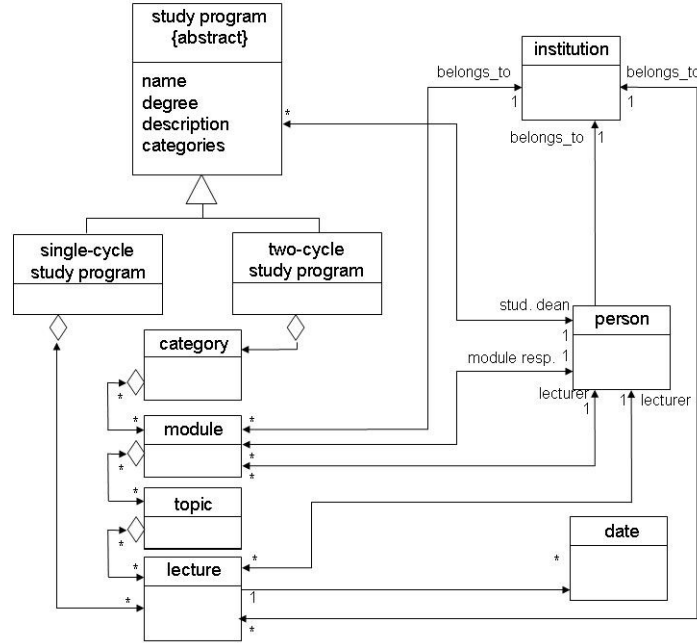 study program
{abstract}
name
degree
description
categories
*
institution
belongs_to
belongs_to
1
1
belongs_to
1
single-cycle
study program
two-cycle
study program
stud. dean
person
1
1
module resp.
category
lecturer
1
1
lecturer
*
*
*
module
*
*
*
*
topic
*
*
lecture
*
*
1
*
*
date
*